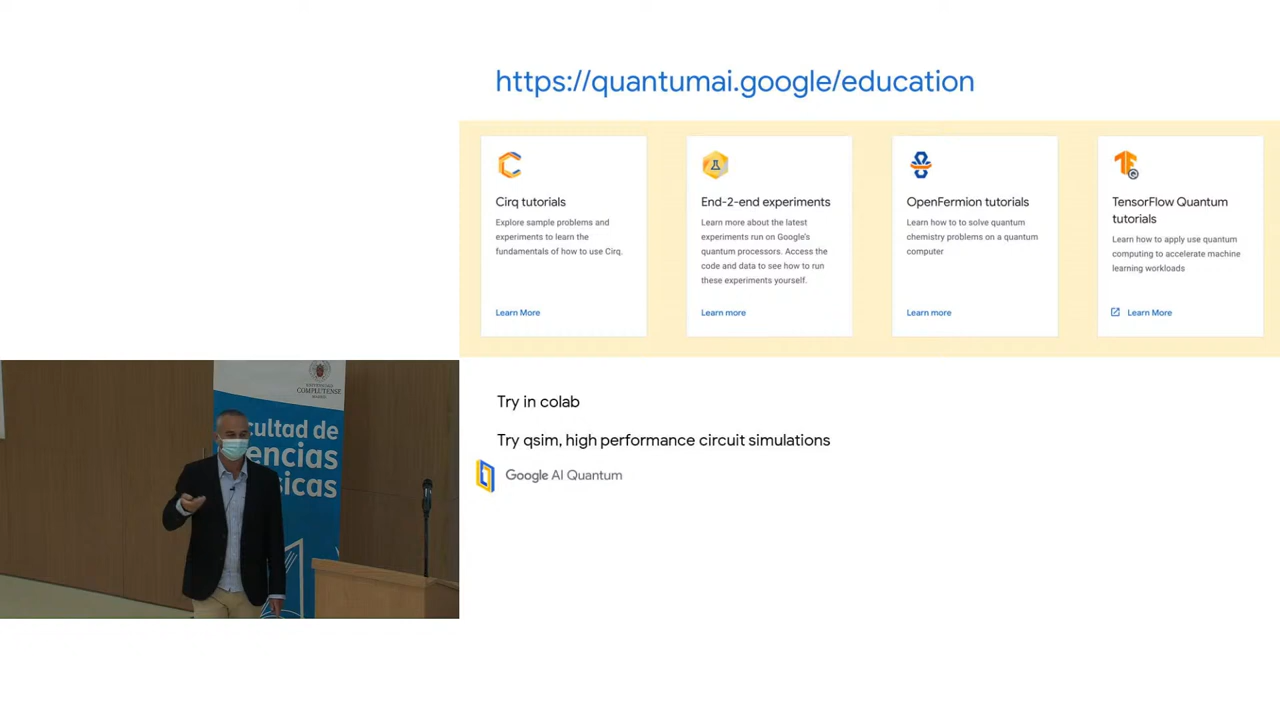 https://quantumai.google/education
Cirq tutorials
Explore sample problems and
experiments to learn the
fundamentals of how to use Cirq.
Learn More
End-2-end experiments
Learn more about the latest
experiments run on Google's
quantum processors. Access the
code and data to see how to run
these experiments yourself.
Learn more
OpenFermion tutorials
Learn how to to solve quantum
chemistry problems on a quantum
computer
Learn more
TensorFlow Quantum
tutorials
Learn how to apply use quantum
computing to accelerate machine
learning workloads
Learn More
Try in colab
Try qsim, high performance circuit simulations
Google AI Quantum
UNIVERSIDAD
COMPLUTENSE
MADRID
cultad de
encias
sicas